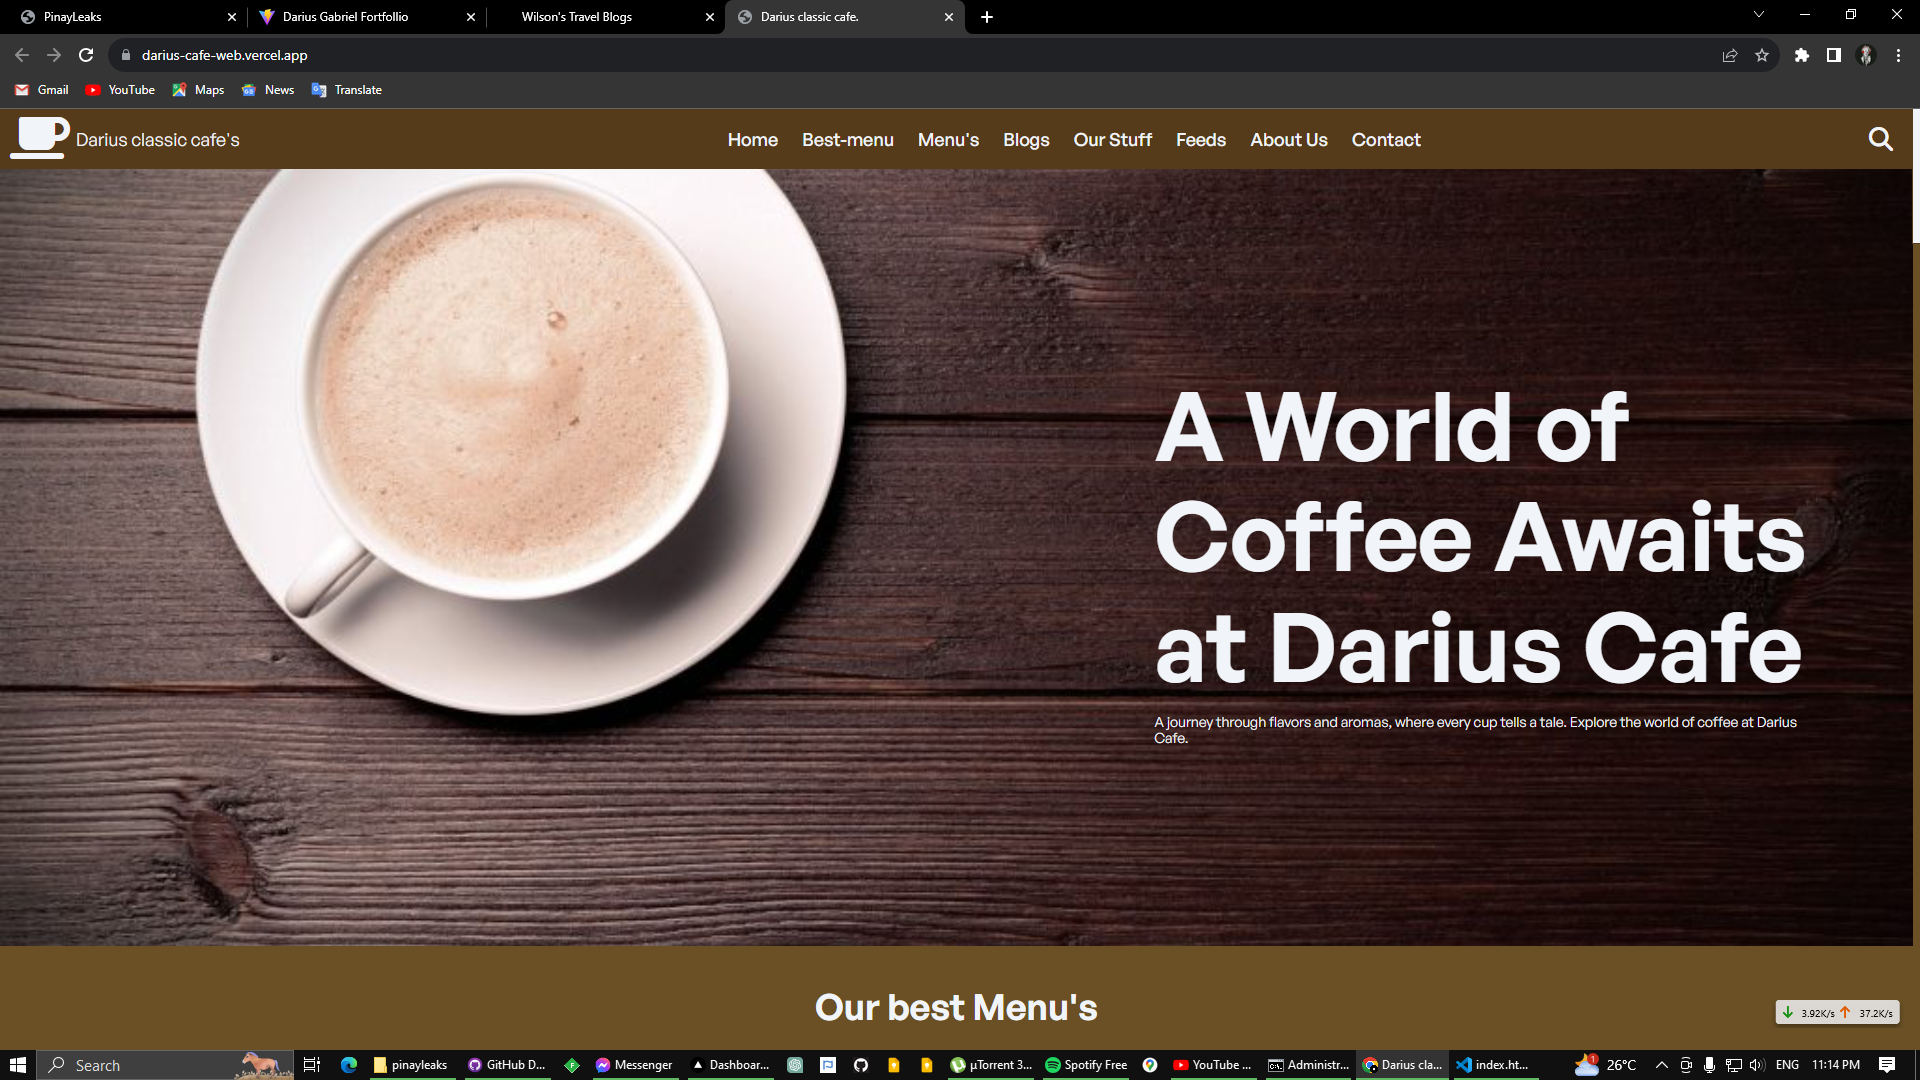 PinayLeaks
Darius Gabriel Fortfollio
Wilson's Travel Blogs
Darius classic cafe.
darius-cafe-web.vercel.app
Gmail
YouTube
Maps
News
Translate
Darius classic cafe's
Home
Best-menu
Menu's
Blogs
Our Stuff
Feeds
About Us
Contact
A World of
Coffee Awaits
at Darius Cafe
A journey through flavors and aromas, where every cup tells a tale. Explore the world of coffee at Darius
Cafe.
Our best Menu's
3.92K/s
37.2K/s
Search
pinayleaks
GitHub D...
Messenger
Dashboar...
µTorrent 3...
Spotify Free
YouTube ...
Administr...
Darius cla...
index.ht...
1
26°C
ENG
11:14 PM